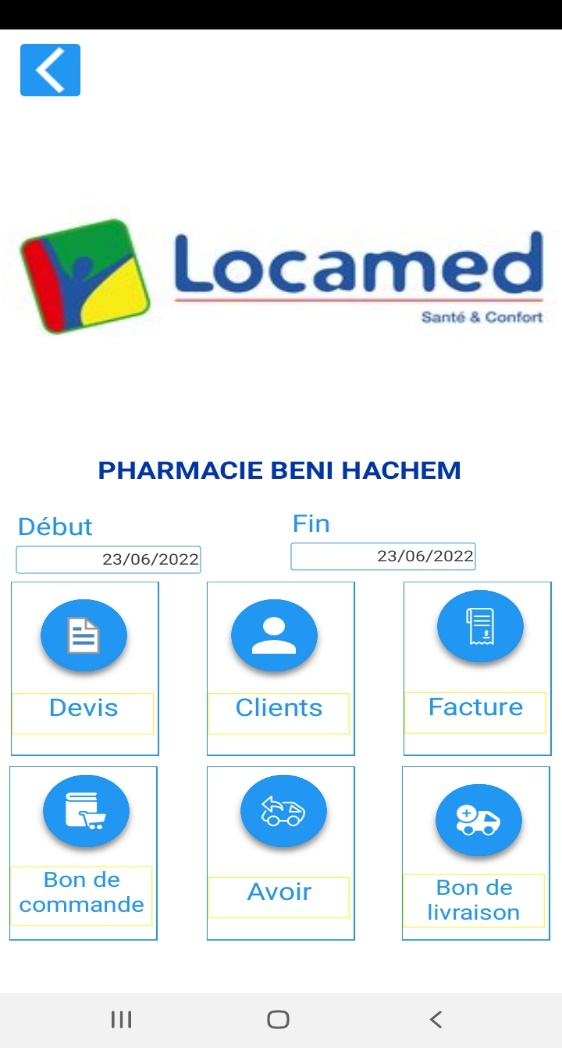 Locamed
Santé & Confort
PHARMACIE BENI HACHEM
Début
Fin
23/06/2022
23/06/2022
Devis
Clients
Facture
Bon de
commande
Avoir
Bon de
livraison